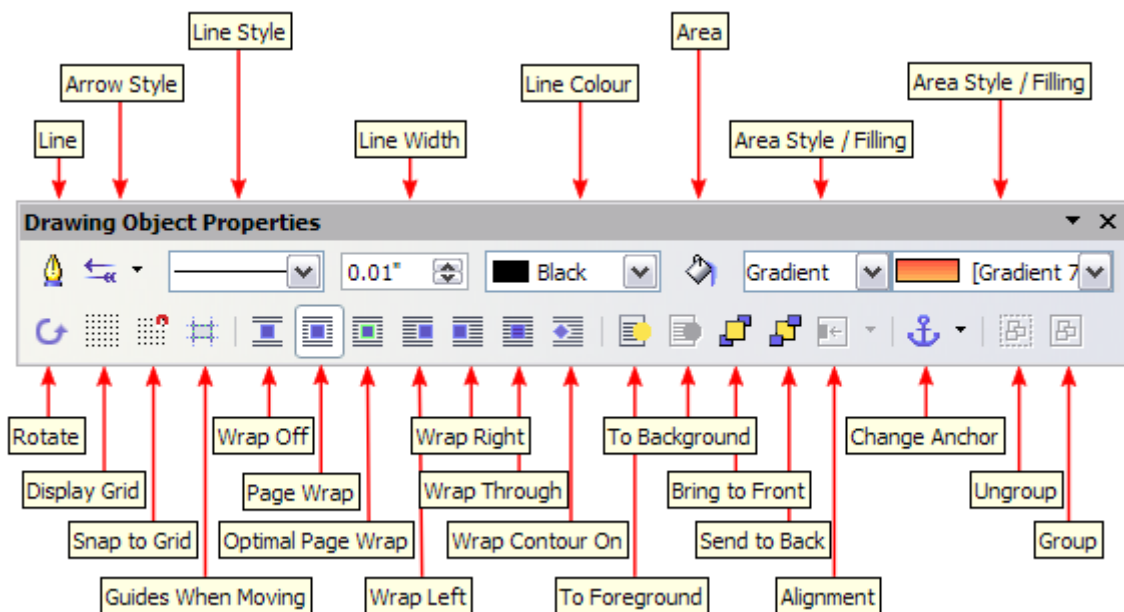 Line Style
Area
Arrow Style
Line Colour
Area Style / Filling
Line
Line Width
Area Style / Filling
Drawing Object Properties
0.01"
Black
Gradient
[Gradient 7
Rotate
Wrap Off
Wrap Right
To Background
Change Anchor
Display Grid
Page Wrap
Wrap Through
Bring to Front
Ungroup
Snap to Grid
Optimal Page Wrap
Wrap Contour On
Send to Back
Group
Guides When Moving
Wrap Left
To Foreground
Alignment